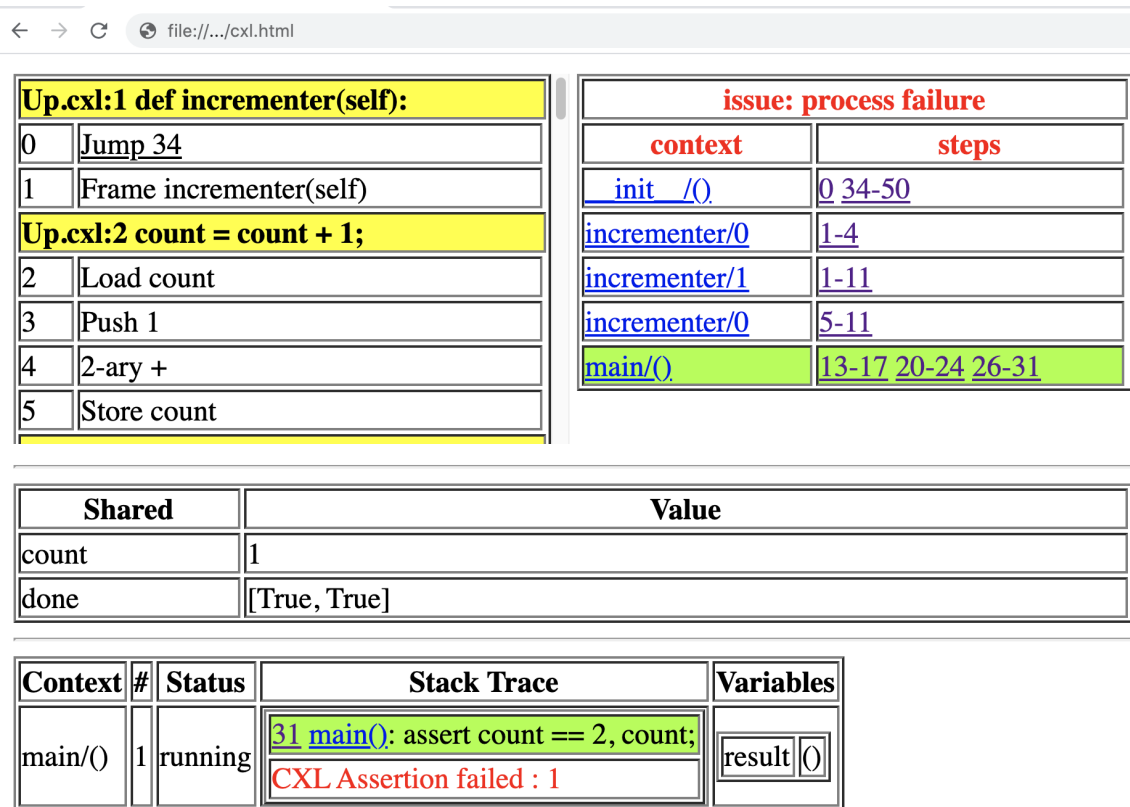 file://.../cxl.html
Up.cxl:1 def incrementer(self):
0 Jump 34
1 Frame incrementer(self)
Up.cxl:2 count = count + 1;
2 Load count
3 Push 1
4 2-ary +
5 Store count
issue: process failure
context steps
__init__/() 0 34-50
incrementer/0 1-4
incrementer/1 1-11
incrementer/0 5-11
main/() 13-17 20-24 26-31
Shared Value
count 1
done [True, True]
Context # Status Stack Trace Variables
main/() 1 running 31 main(): assert count == 2, count; result ()
CXL Assertion failed : 1